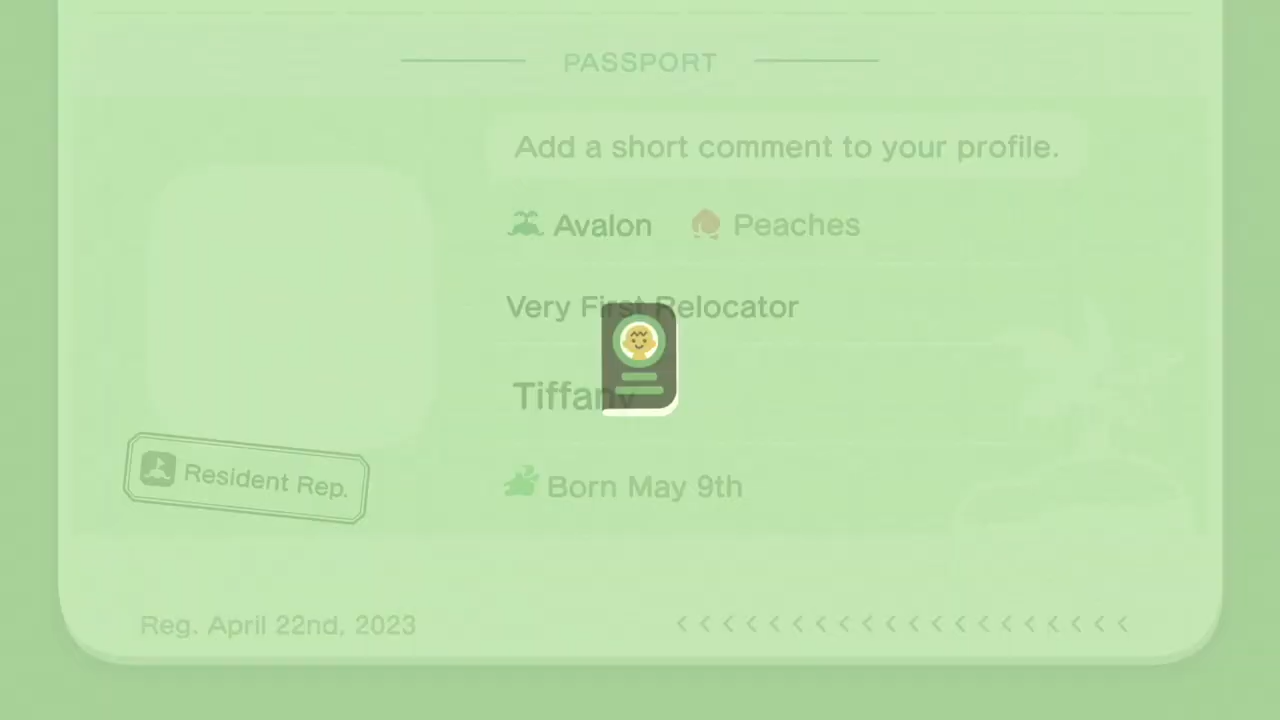 PASSPORT
Add a short comment to your profile.
Avalon Peaches
Very First Relocator
Tiffany
Born May 9th
Resident Rep.
Reg. April 22nd, 2023 <<<<<<<<<<<<<<<<<<<<